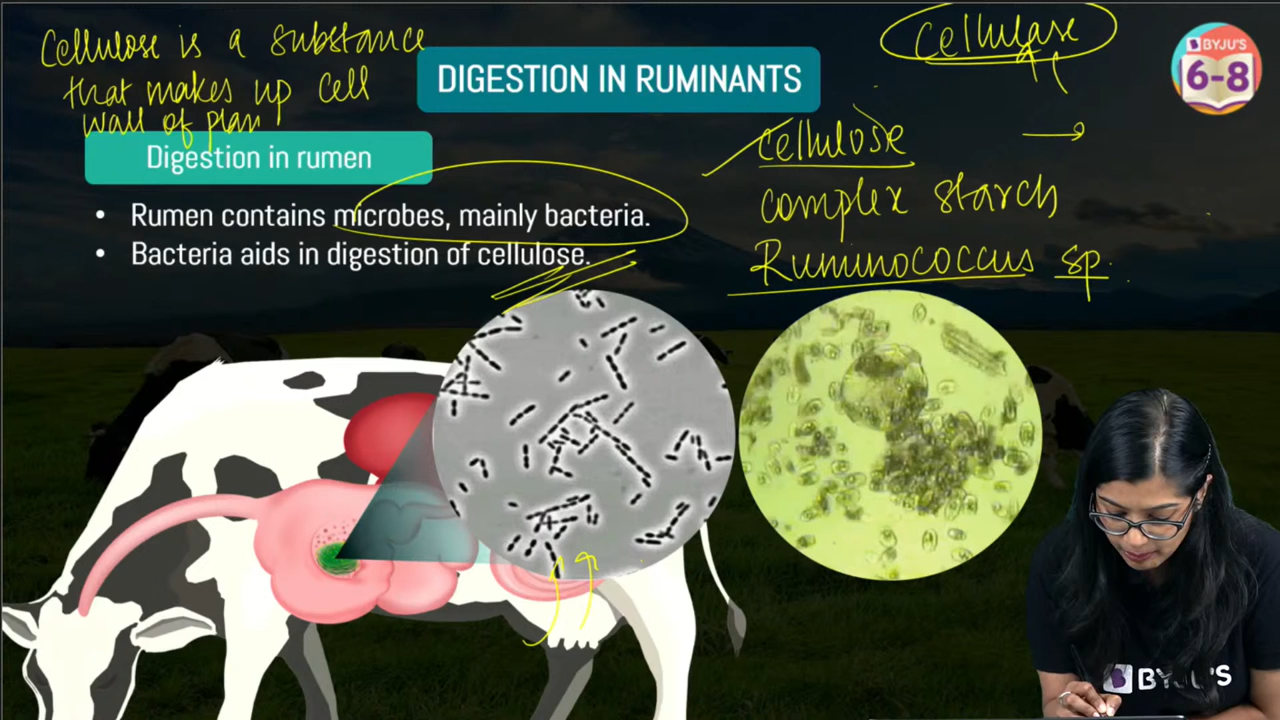 Cellulose is a substance
that makes up cell
wall of plan
DIGESTION IN RUMINANTS
Cellulase
BYJU'S
6-8
Digestion in rumen
• Rumen contains microbes, mainly bacteria.
• Bacteria aids in digestion of cellulose.
cellulose →
complex starch
Ruminococcus sp.
BYJU'S